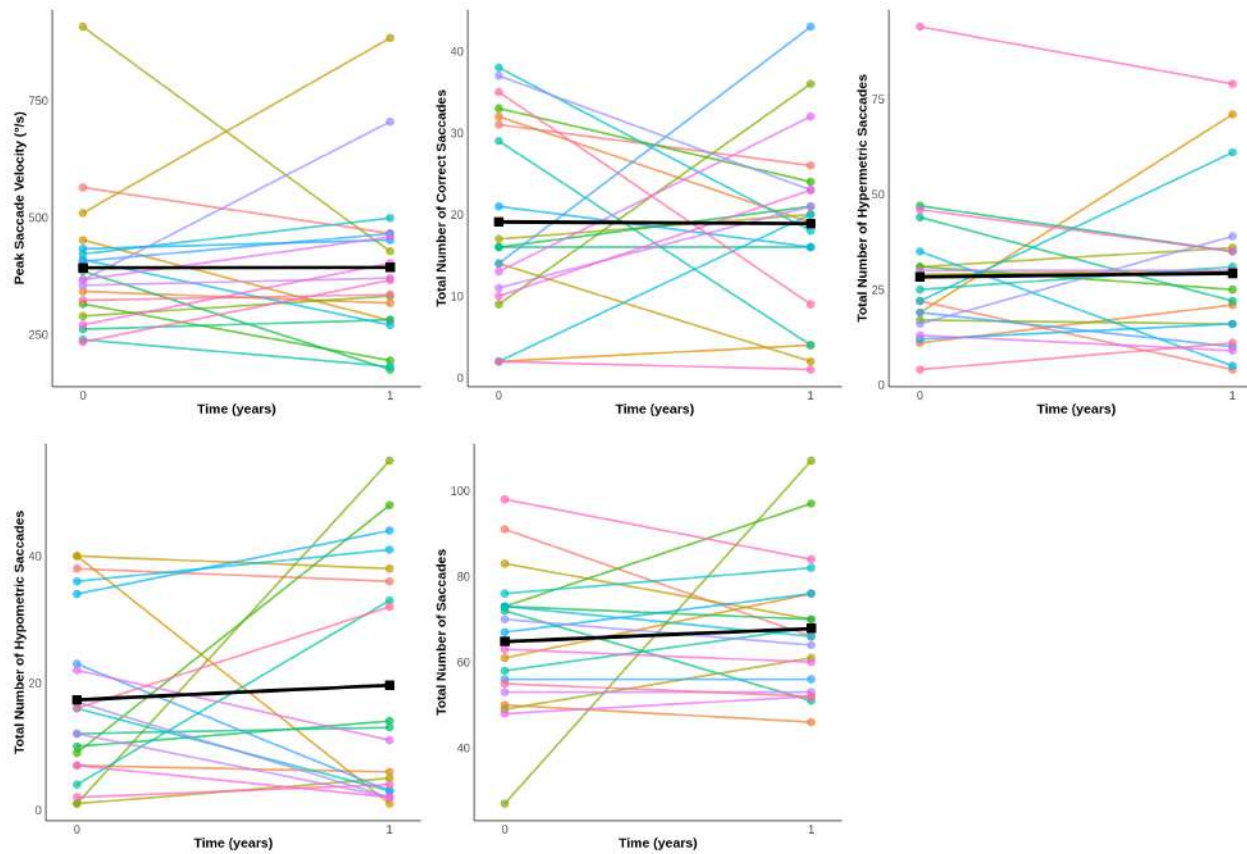 Peak Saccade Velocity (°/s)
750
500
250
0
1
Time (years)
Total Number of Correct Saccades
40
30
20
10
0
0
1
Time (years)
Total Number of Hypermetric Saccades
75
50
25
0
0
1
Time (years)
Total Number of Hypometric Saccades
40
20
0
0
1
Time (years)
Total Number of Saccades
100
80
60
40
0
1
Time (years)